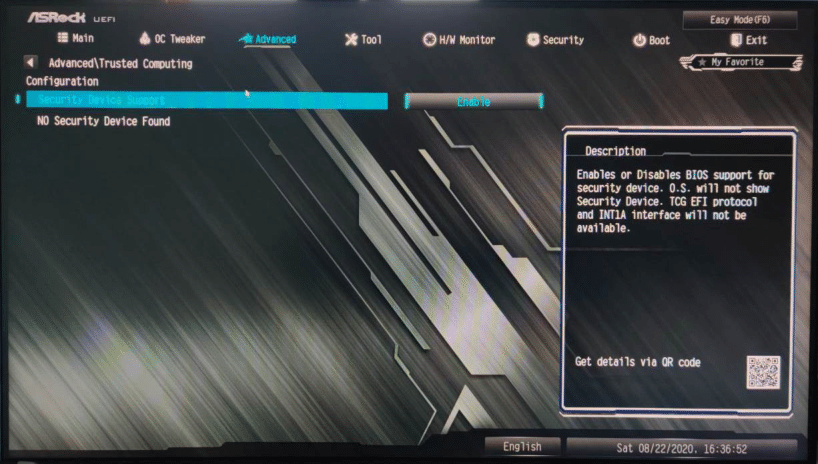 ASRock UEFI
Easy Mode(F6)
Main
OC Tweaker
Advanced
Tool
H/W Monitor
Security
Boot
Exit
Advanced\Trusted Computing
My Favorite
Configuration
Security Device Support
Enable
NO Security Device Found
Description
Enables or Disables BIOS support for
security device. O.S. will not show
Security Device. TCG EFI protocol
and INT1A interface will not be
available.
Get details via QR code
English
Sat 08/22/2020. 16:36:52